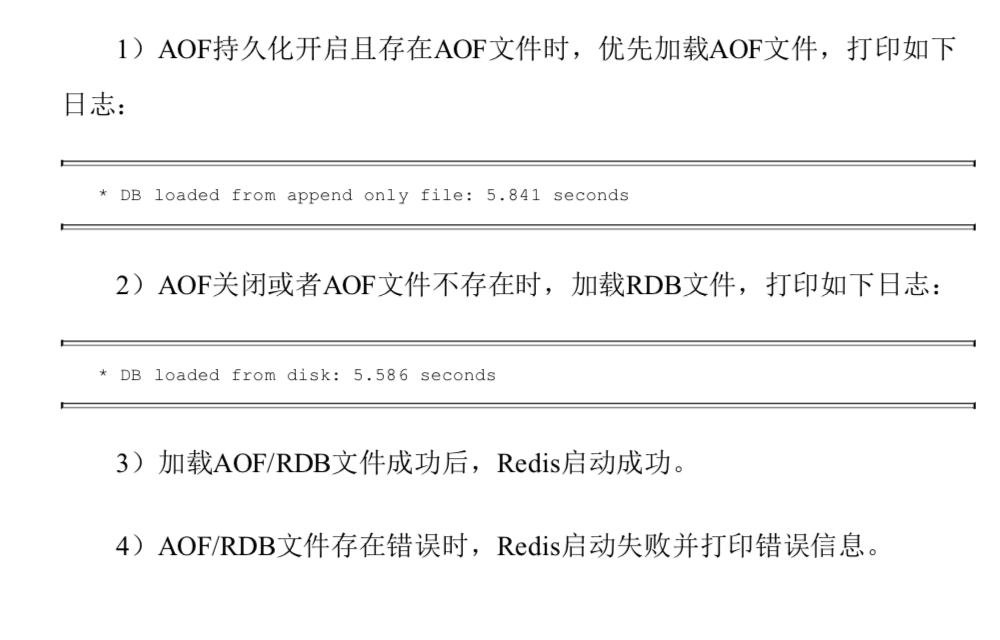 1）AOF持久化开启且存在AOF文件时，优先加载AOF文件，打印如下
日志：
* DB loaded from append only file: 5.841 seconds
2）AOF关闭或者AOF文件不存在时，加载RDB文件，打印如下日志：
* DB loaded from disk: 5.586 seconds
3）加载AOF/RDB文件成功后，Redis启动成功。
4）AOF/RDB文件存在错误时，Redis启动失败并打印错误信息。